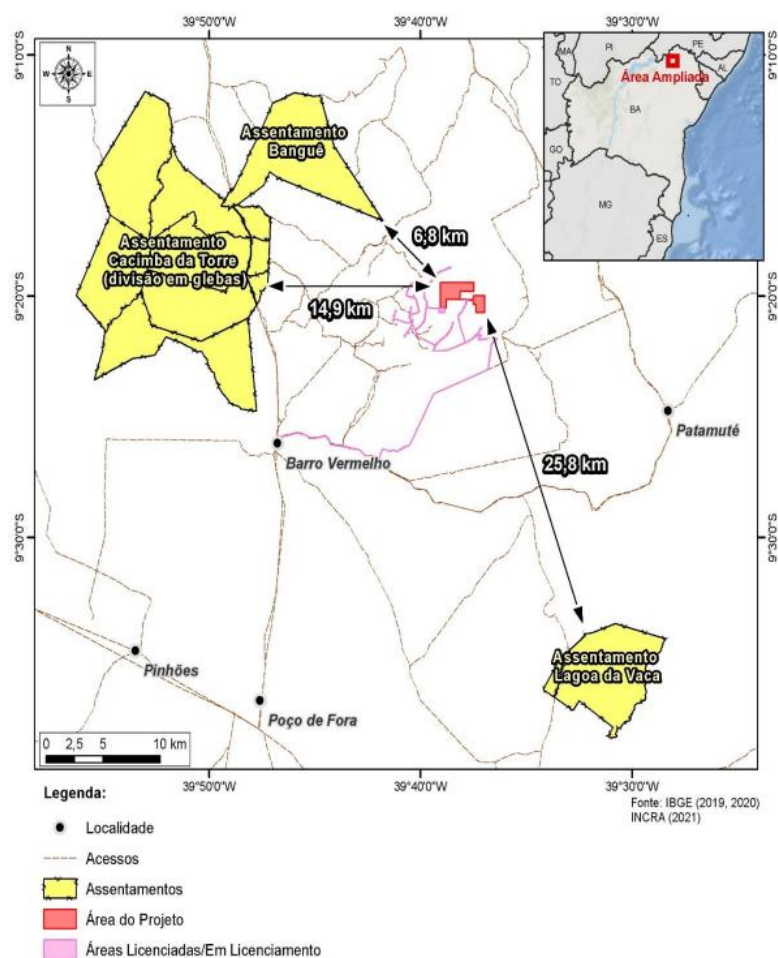 39°50'0"W
39°40'0"W
39°30'0"W
9°10'0"S
9°10'0"S
N
W
E
S
MA
PI
PE
AL
TO
Área Ampliada
BA
GO
MG
ES
Assentamento
Banguê
Assentamento
Cacimba da Torre
(divisão em glebas)
6,8 km
14,9 km
9°20'0"S
9°20'0"S
Patamuté
Barro Vermelho
25,8 km
9°30'0"S
9°30'0"S
Assentamento
Lagoa da Vaca
Pinhões
Poço de Fora
0 2,5 5 10 km
39°50'0"W
39°40'0"W
39°30'0"W
Legenda:
Fonte: IBGE (2019, 2020)
INCRA (2021)
Localidade
Acessos
Assentamentos
Área do Projeto
Áreas Licenciadas/Em Licenciamento